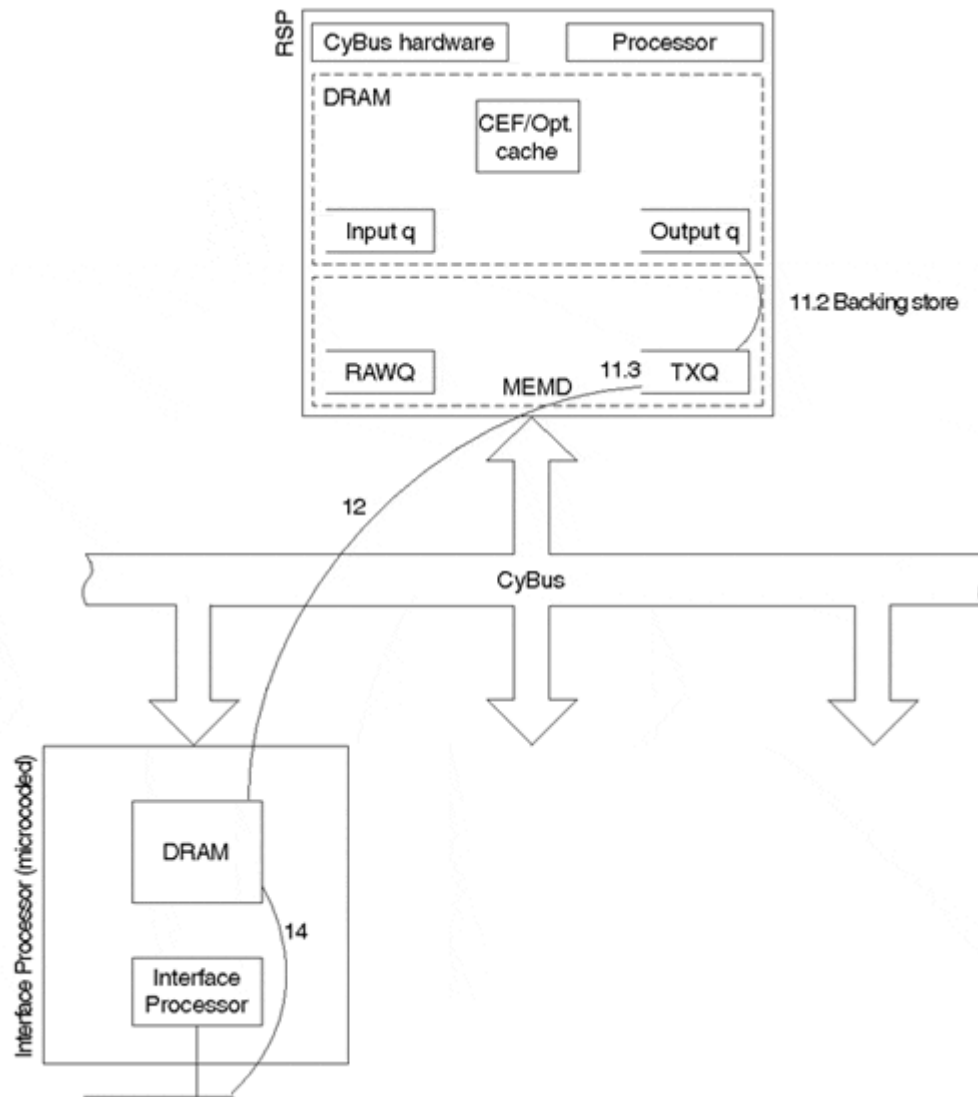 RSP
CyBus hardware
Processor
DRAM
CEF/Opt.
cache
Input q
Output q
11.2 Backing store
RAWQ
MEMD
11.3
TXQ
12
CyBus
Interface Processor (microcoded)
DRAM
14
Interface
Processor